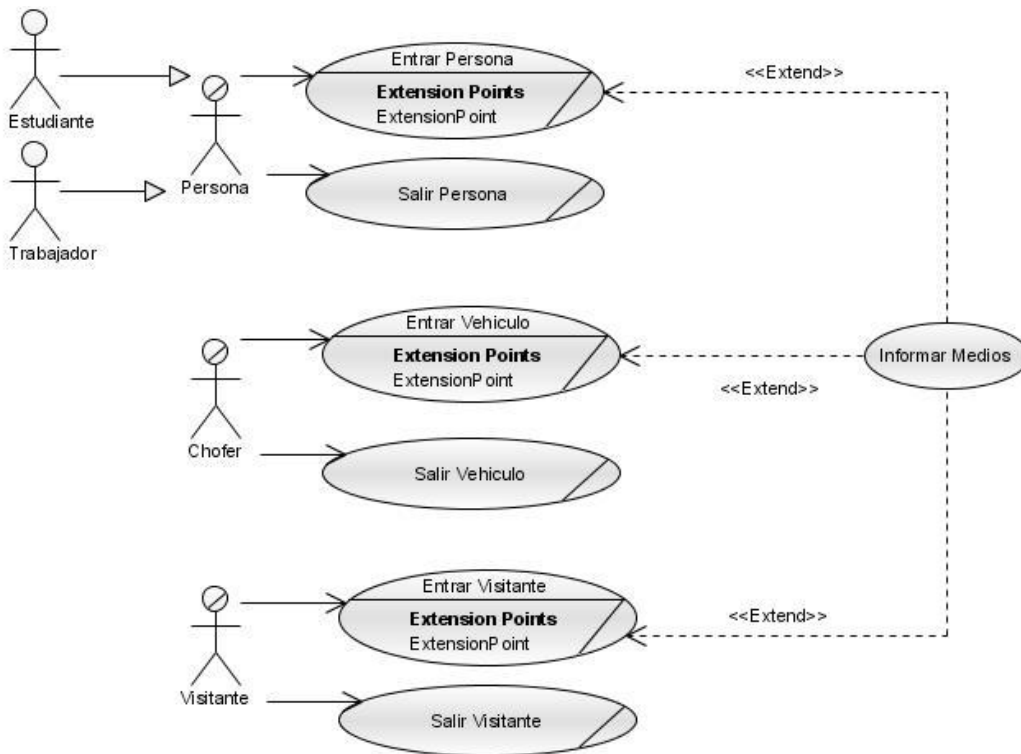 Entrar Persona
<<Extend>>
Extension Points
ExtensionPoint
Estudiante
Persona
Salir Persona
Trabajador
Entrar Vehiculo
Extension Points
ExtensionPoint
Informar Medios
<<Extend>>
Chofer
Salir Vehiculo
Entrar Visitante
Extension Points
ExtensionPoint
<<Extend>>
Visitante
Salir Visitante